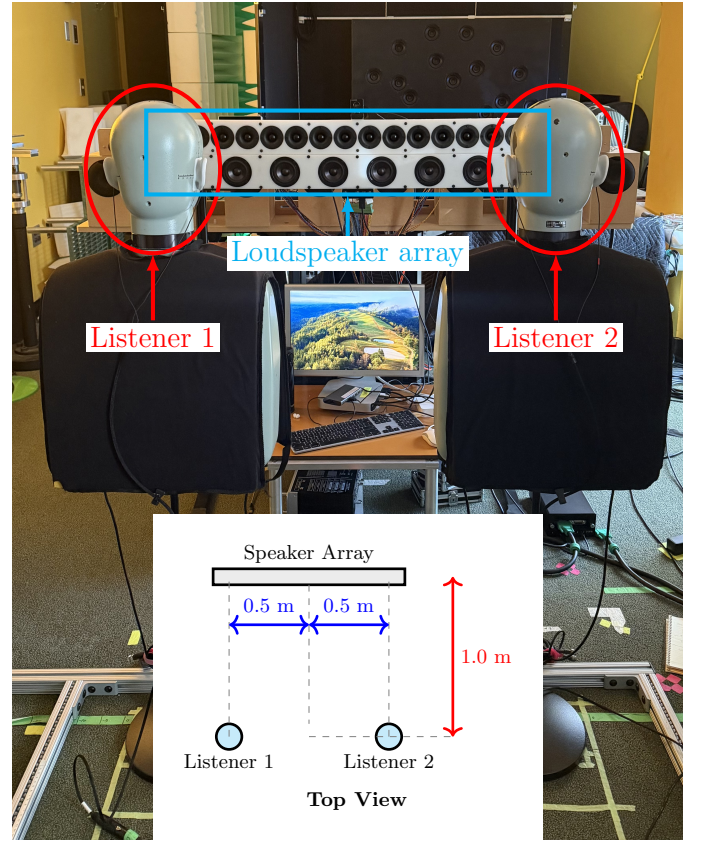 Loudspeaker array
Listener 1
Listener 2
Speaker Array
0.5 m
0.5 m
1.0 m
Listener 1
Listener 2
Top View